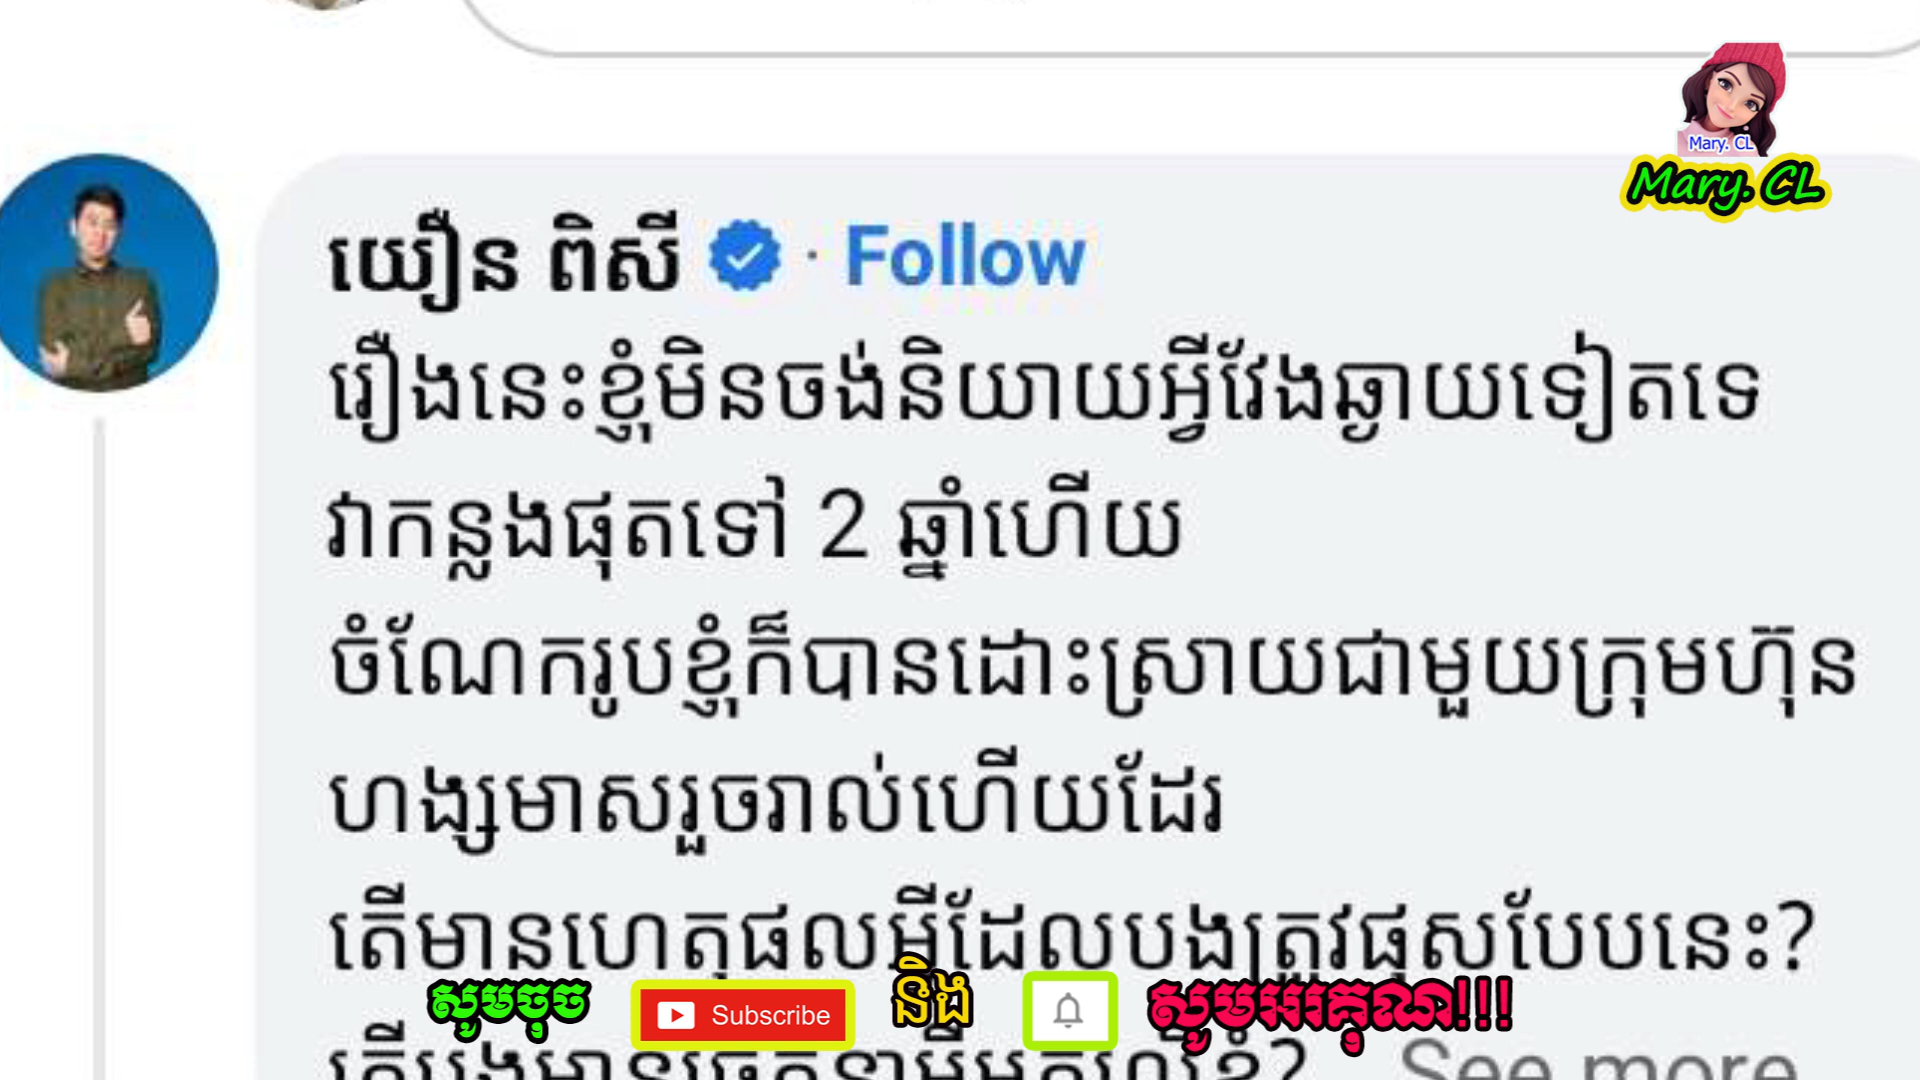 Mary. CL
Mary. CL
យឿន ពិសី · Follow
រឿងនេះខ្ញុំមិនចង់និយាយអ្វីវែងឆ្ងាយទៀតទេ
វាកន្លងផុតទៅ 2 ឆ្នាំហើយ
ចំណែករូបខ្ញុំក៏បានដោះស្រាយជាមួយក្រុមហ៊ុន
ហង្សមាសរួចរាល់ហើយដែរ
តើមានហេតុផលអ្វីដែលបងត្រូវផុសបែបនេះ?
សូមចុច Subscribe និង សូមអរគុណ!!!
See more